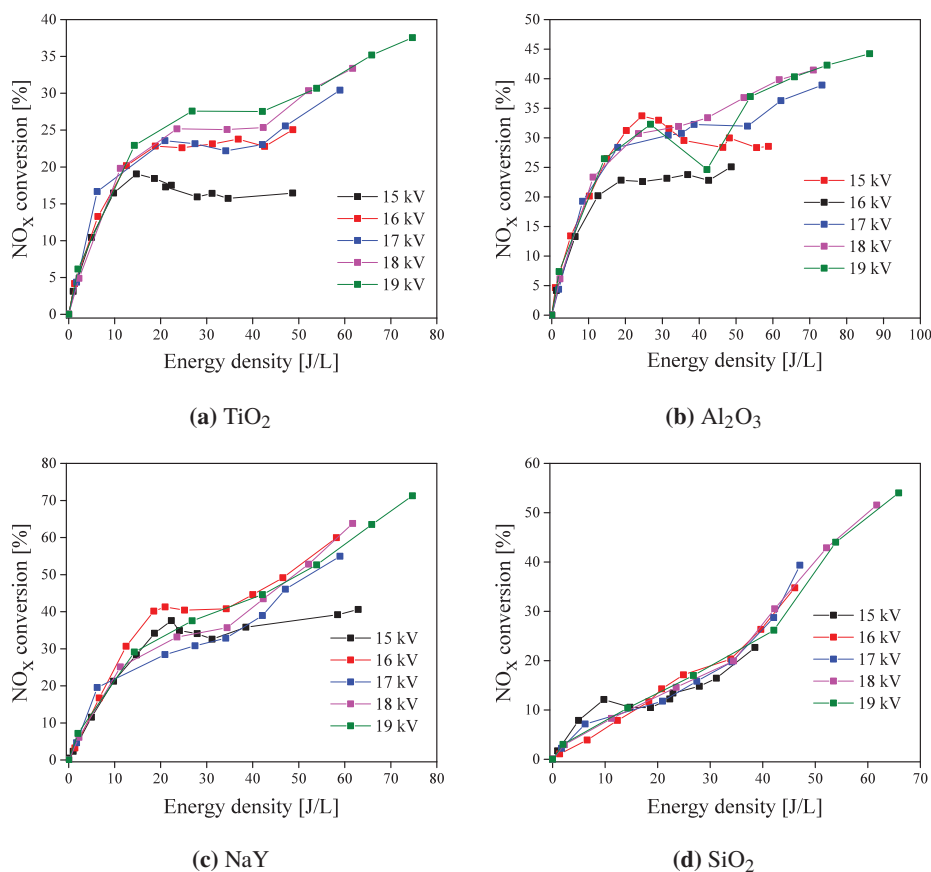 40
35
30
25
20
15
10
5
0
NOX conversion [%]
15 kV
16 kV
17 kV
18 kV
19 kV
0 10 20 30 40 50 60 70 80
Energy density [J/L]
(a) TiO2
50
45
40
35
30
25
20
15
10
5
0
NOX conversion [%]
15 kV
16 kV
17 kV
18 kV
19 kV
0 10 20 30 40 50 60 70 80 90 100
Energy density [J/L]
(b) Al2O3
80
70
60
50
40
30
20
10
0
NOX conversion [%]
15 kV
16 kV
17 kV
18 kV
19 kV
0 10 20 30 40 50 60 70 80
Energy density [J/L]
(c) NaY
60
50
40
30
20
10
0
NOX conversion [%]
15 kV
16 kV
17 kV
18 kV
19 kV
0 10 20 30 40 50 60 70
Energy density [J/L]
(d) SiO2